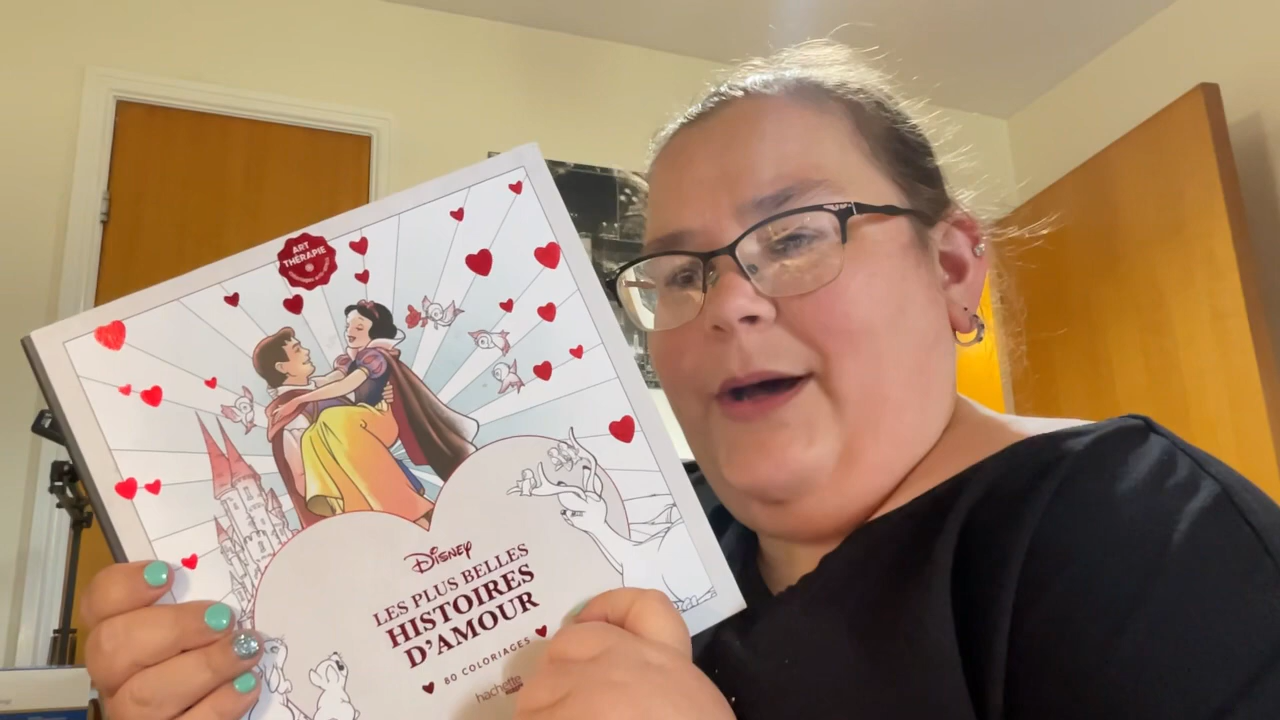 ART
THÉRAPIE
DISNEY
LES PLUS BELLES
HISTOIRES
D'AMOUR
80 COLORIAGES
hachette